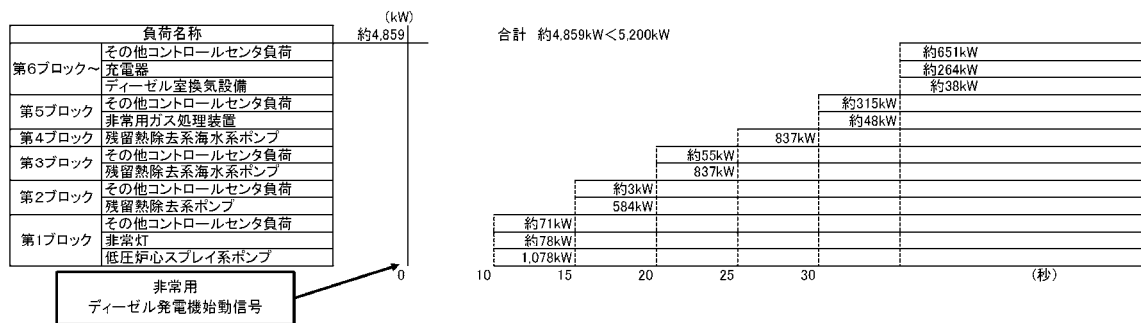 (kW)
負荷名称 約4,859 合計 約4,859kW＜5,200kW
第6ブロック～ その他コントロールセンタ負荷 約651kW
充電器 約264kW
ディーゼル室換気設備 約38kW
第5ブロック その他コントロールセンタ負荷 約315kW
非常用ガス処理装置 約48kW
第4ブロック 残留熱除去系海水系ポンプ 837kW
第3ブロック その他コントロールセンタ負荷 約55kW
残留熱除去系海水系ポンプ 837kW
第2ブロック その他コントロールセンタ負荷 約3kW
残留熱除去系ポンプ 584kW
第1ブロック その他コントロールセンタ負荷 約71kW
非常灯 約78kW
低圧炉心スプレイ系ポンプ 1,078kW
0 10 15 20 25 30 (秒)
非常用
ディーゼル発電機始動信号